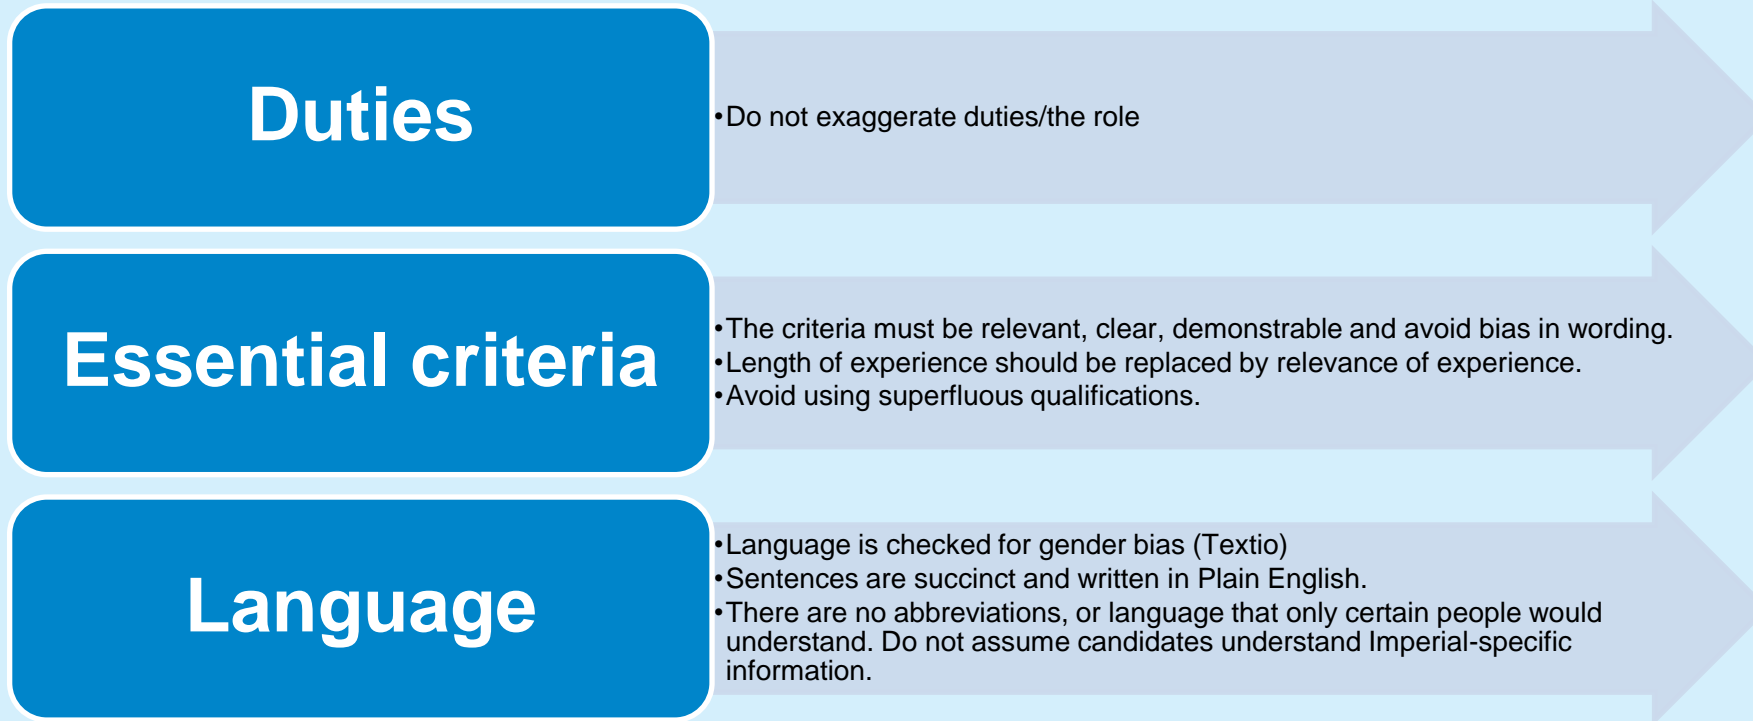 Duties
•Do not exaggerate duties/the role
Essential criteria
•The criteria must be relevant, clear, demonstrable and avoid bias in wording.
•Length of experience should be replaced by relevance of experience.
•Avoid using superfluous qualifications.
Language
•Language is checked for gender bias (Textio)
•Sentences are succinct and written in Plain English.
•There are no abbreviations, or language that only certain people would
understand. Do not assume candidates understand Imperial-specific
information.